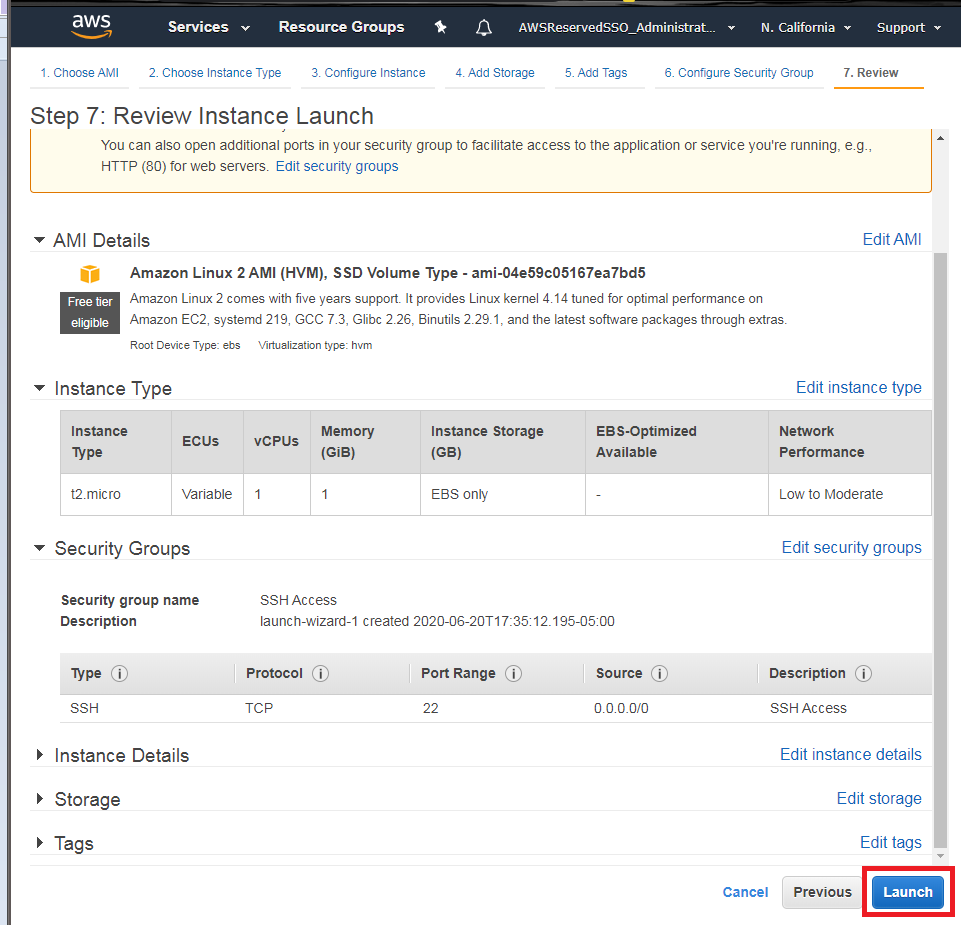 aws Services Resource Groups AWSReservedSSO_Administrat... N. California Support
1. Choose AMI 2. Choose Instance Type 3. Configure Instance 4. Add Storage 5. Add Tags 6. Configure Security Group 7. Review
Step 7: Review Instance Launch
You can also open additional ports in your security group to facilitate access to the application or service you're running, e.g.,
HTTP (80) for web servers. Edit security groups
AMI Details Edit AMI
Amazon Linux 2 AMI (HVM), SSD Volume Type - ami-04e59c05167ea7bd5
Free tier
eligible
Amazon Linux 2 comes with five years support. It provides Linux kernel 4.14 tuned for optimal performance on
Amazon EC2, systemd 219, GCC 7.3, Glibc 2.26, Binutils 2.29.1, and the latest software packages through extras.
Root Device Type: ebs Virtualization type: hvm
Instance Type Edit instance type
Instance Type ECUs vCPUs Memory (GiB) Instance Storage (GB) EBS-Optimized Available Network Performance
t2.micro Variable 1 1 EBS only - Low to Moderate
Security Groups Edit security groups
Security group name SSH Access
Description launch-wizard-1 created 2020-06-20T17:35:12.195-05:00
Type i Protocol i Port Range i Source i Description i
SSH TCP 22 0.0.0.0/0 SSH Access
Instance Details Edit instance details
Storage Edit storage
Tags Edit tags
Cancel Previous Launch